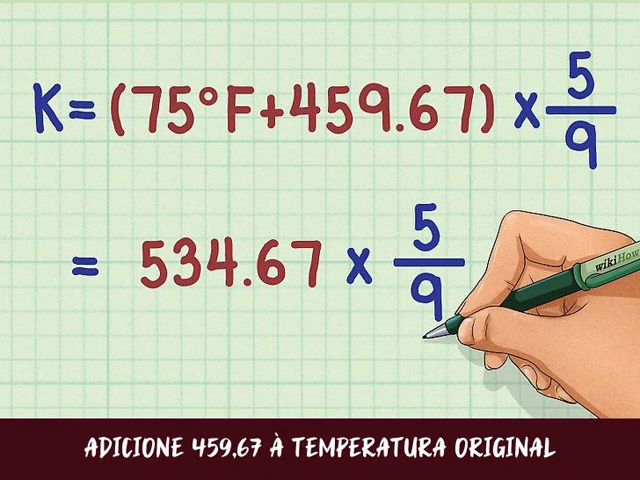 K = (75°F + 459.67) x 5/9
= 534.67 x 5/9
wikiHow
ADICIONE 459,67 À TEMPERATURA ORIGINAL